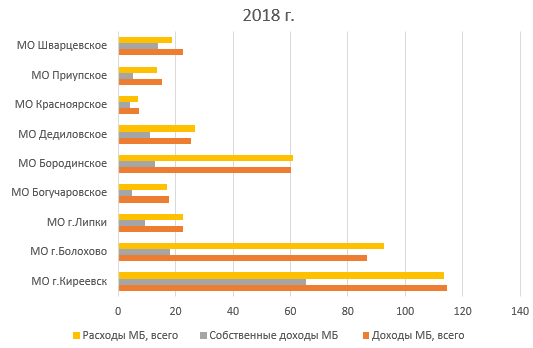 2018 г.
МО Шварцевское
МО Приупское
МО Красноярское
МО Дедиловское
МО Бородинское
МО Богучаровское
МО г.Липки
МО г.Болохово
МО г.Киреевск
0 20 40 60 80 100 120 140
Расходы МБ, всего Собственные доходы МБ Доходы МБ, всего